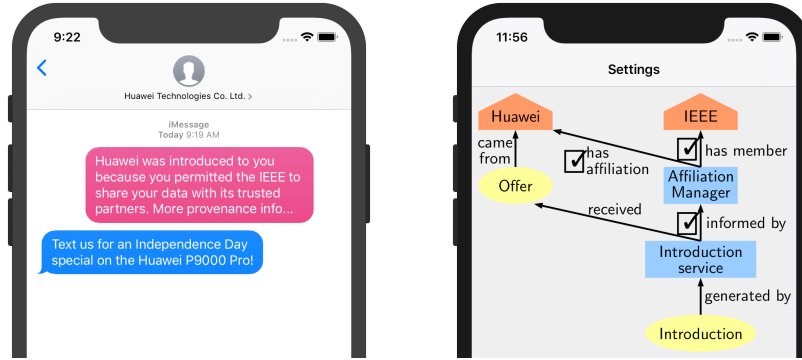 9:22
Huawei Technologies Co. Ltd. >
iMessage
Today 9:19 AM
Huawei was introduced to you
because you permitted the IEEE to
share your data with its trusted
partners. More provenance info...
Text us for an Independence Day
special on the Huawei P9000 Pro!
11:56
Settings
Huawei
IEEE
came
from
has
affiliation
has member
Offer
Affiliation
Manager
received
informed by
Introduction
service
generated by
Introduction